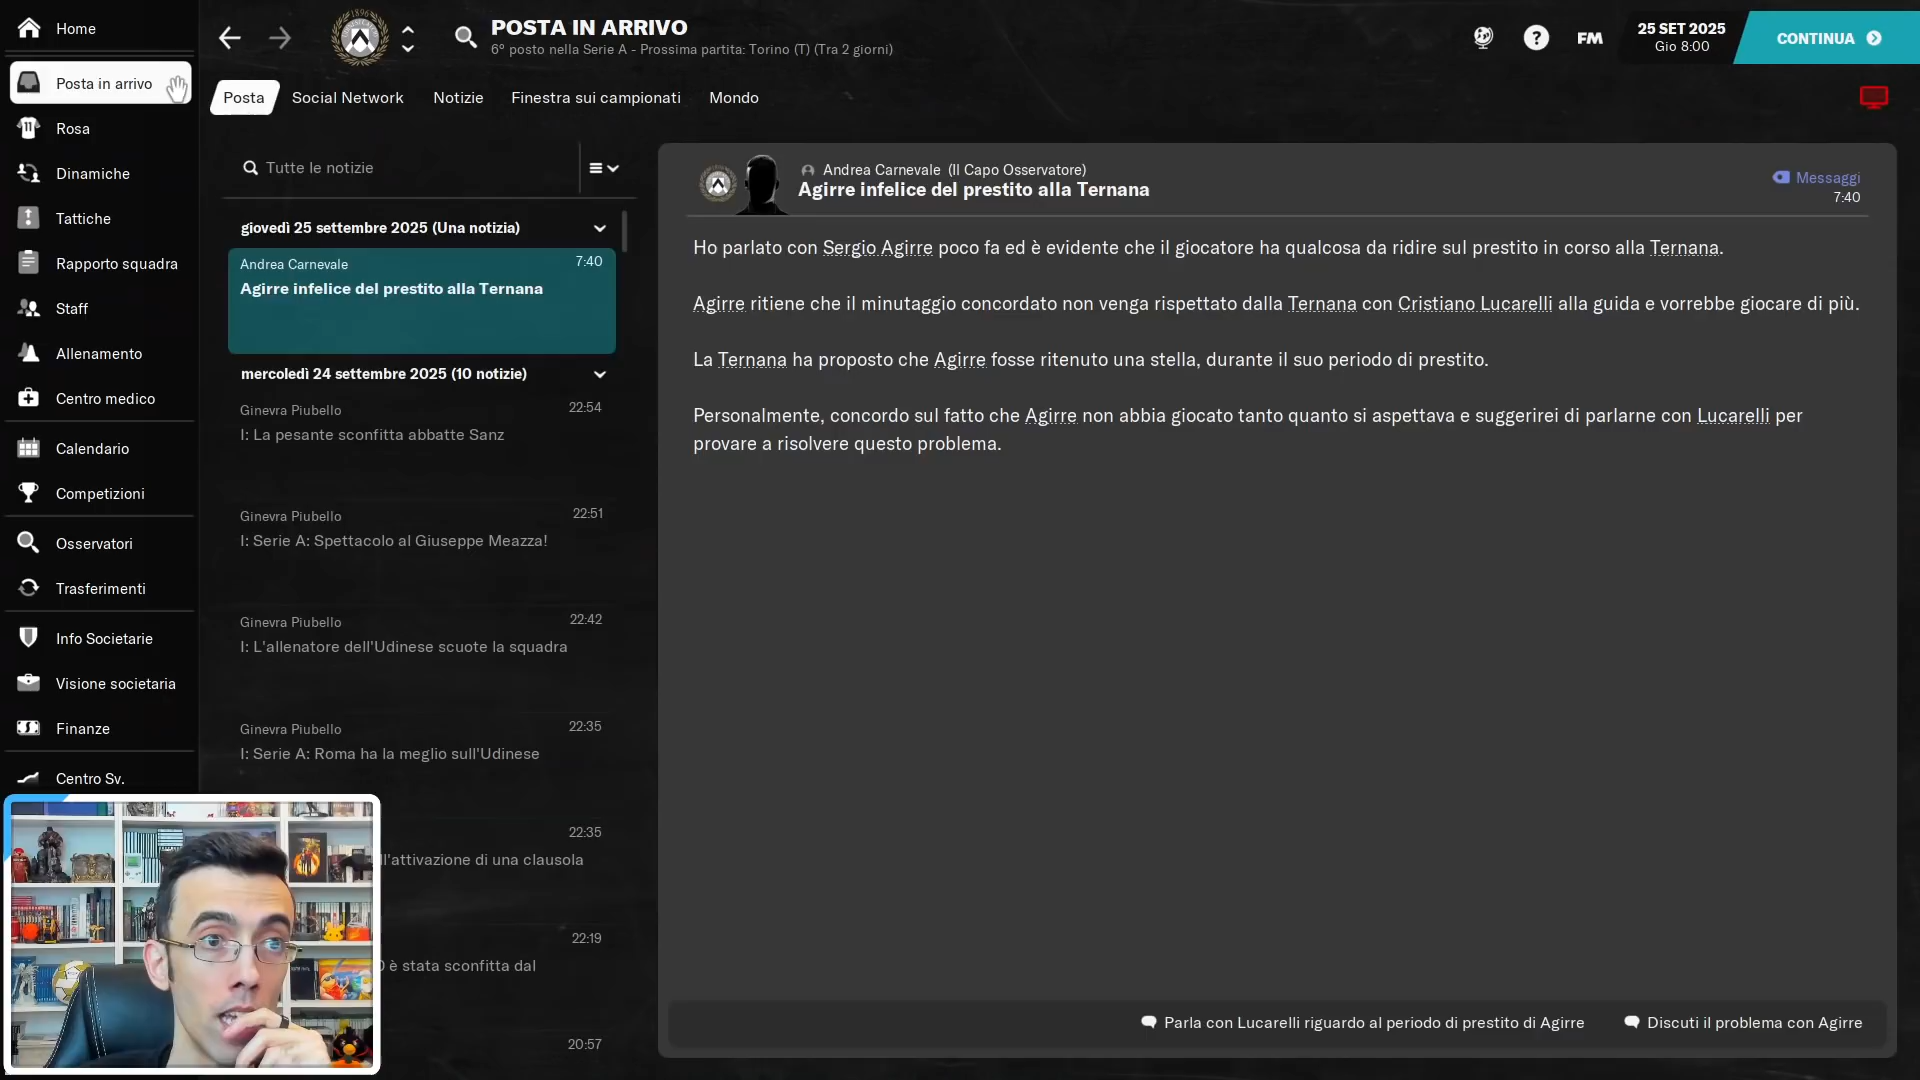 Home
Posta in arrivo
Rosa
Dinamiche
Tattiche
Rapporto squadra
Staff
Allenamento
Centro medico
Calendario
Competizioni
Osservatori
Trasferimenti
Info Societarie
Visione societaria
Finanze
Centro Sv.
POSTA IN ARRIVO
6º posto nella Serie A - Prossima partita: Torino (T) (Tra 2 giorni)
FM
25 SET 2025
Gio 8:00
CONTINUA
Posta Social Network Notizie Finestra sui campionati Mondo
Tutte le notizie
giovedì 25 settembre 2025 (Una notizia)
Andrea Carnevale 7:40
Agirre infelice del prestito alla Ternana
mercoledì 24 settembre 2025 (10 notizie)
Ginevra Piubello 22:54
I: La pesante sconfitta abbatte Sanz
Ginevra Piubello 22:51
I: Serie A: Spettacolo al Giuseppe Meazza!
Ginevra Piubello 22:42
I: L'allenatore dell'Udinese scuote la squadra
Ginevra Piubello 22:35
I: Serie A: Roma ha la meglio sull'Udinese
22:35
ll'attivazione di una clausola
22:19
è stata sconfitta dal
20:57
Andrea Carnevale (Il Capo Osservatore)
Agirre infelice del prestito alla Ternana
Messaggi
7:40
Ho parlato con Sergio Agirre poco fa ed è evidente che il giocatore ha qualcosa da ridire sul prestito in corso alla Ternana.
Agirre ritiene che il minutaggio concordato non venga rispettato dalla Ternana con Cristiano Lucarelli alla guida e vorrebbe giocare di più.
La Ternana ha proposto che Agirre fosse ritenuto una stella, durante il suo periodo di prestito.
Personalmente, concordo sul fatto che Agirre non abbia giocato tanto quanto si aspettava e suggerirei di parlarne con Lucarelli per
provare a risolvere questo problema.
Parla con Lucarelli riguardo al periodo di prestito di Agirre
Discuti il problema con Agirre